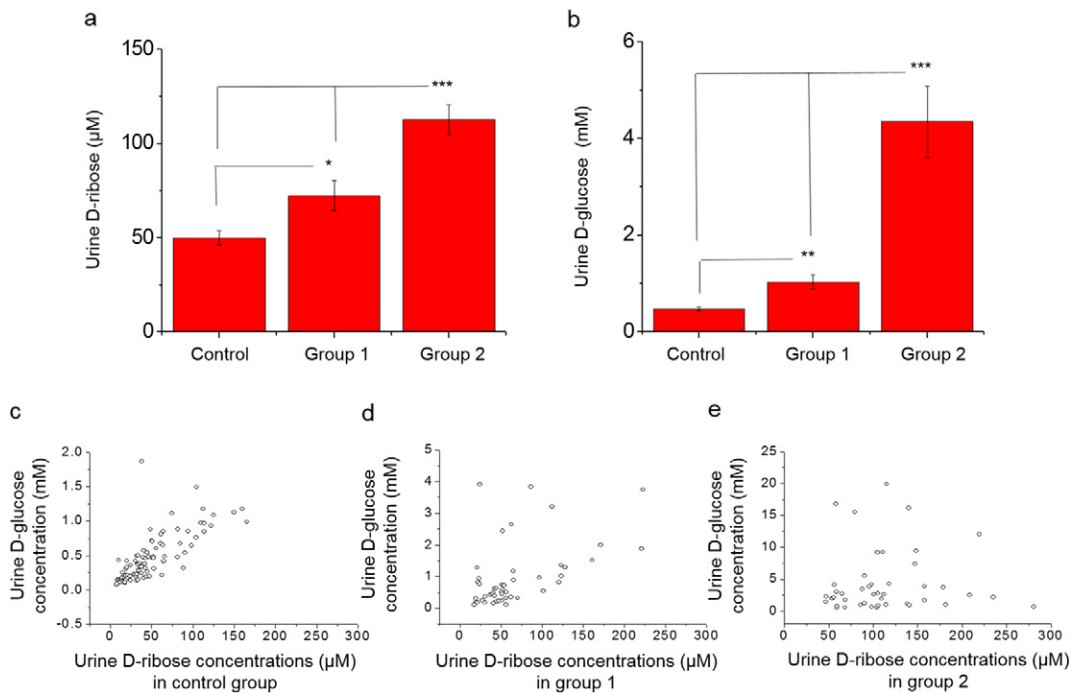 a
Urine D-ribose (µM)
150
100
50
0
***
*
Control
Group 1
Group 2
b
Urine D-glucose (mM)
6
4
2
0
***
**
Control
Group 1
Group 2
c
Urine D-glucose
concentration (mM)
2.0
1.5
1.0
0.5
0.0
-0.5
0 50 100 150 200 250 300
Urine D-ribose concentrations (µM)
in control group
d
Urine D-glucose
concentration (mM)
5
4
3
2
1
0
0 50 100 150 200 250 300
Urine D-ribose concentrations (µM)
in group 1
e
Urine D-glucose
concentration (mM)
25
20
15
10
5
0
0 50 100 150 200 250 300
Urine D-ribose concentrations (µM)
in group 2